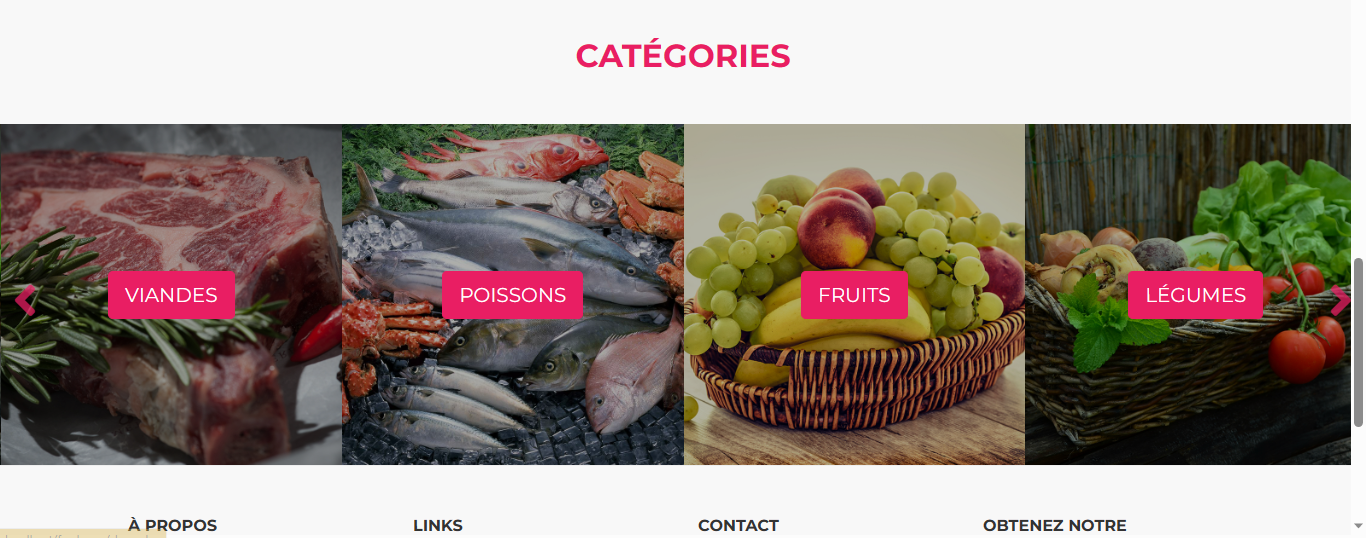 CATÉGORIES
VIANDES
POISSONS
FRUITS
LÉGUMES
À PROPOS
LINKS
CONTACT
OBTENEZ NOTRE